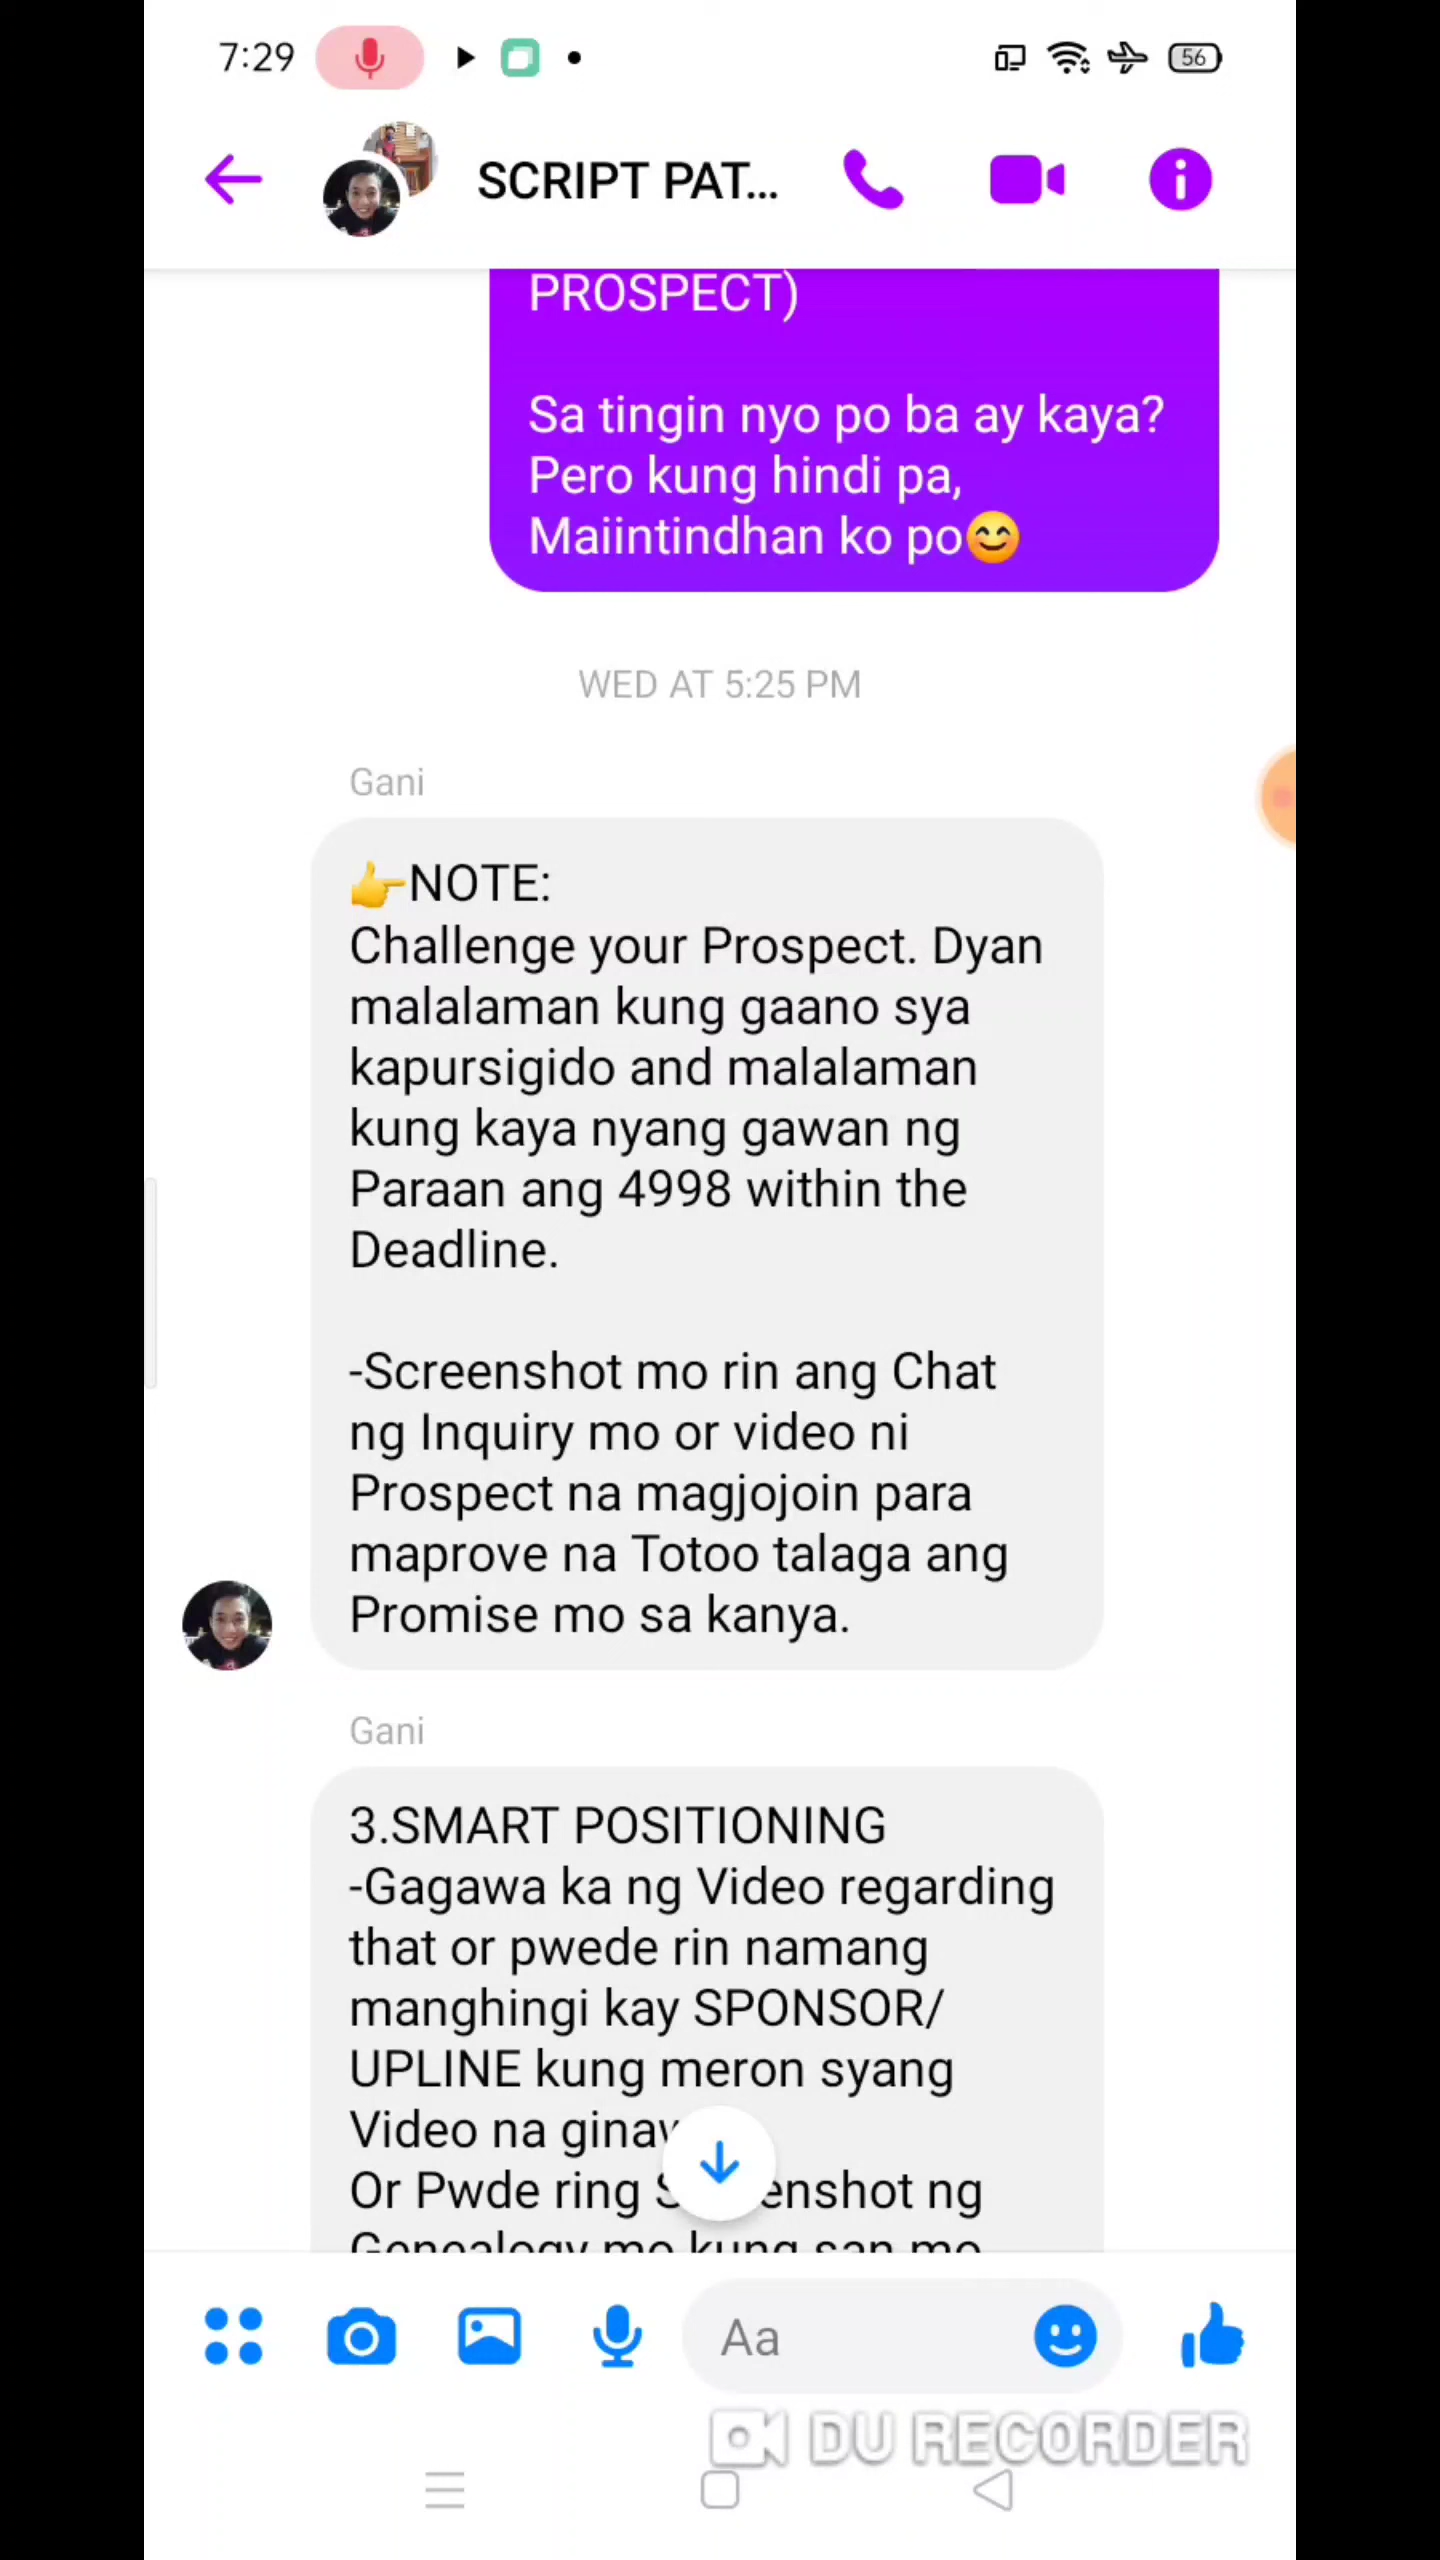 7:29
56
SCRIPT PAT...
PROSPECT)
Sa tingin nyo po ba ay kaya?
Pero kung hindi pa,
Maiintindhan ko po😊
WED AT 5:25 PM
Gani
👉NOTE:
Challenge your Prospect. Dyan
malalaman kung gaano sya
kapursigido and malalaman
kung kaya nyang gawan ng
Paraan ang 4998 within the
Deadline.
-Screenshot mo rin ang Chat
ng Inquiry mo or video ni
Prospect na magjojoin para
maprove na Totoo talaga ang
Promise mo sa kanya.
Gani
3.SMART POSITIONING
-Gagawa ka ng Video regarding
that or pwede rin namang
manghingi kay SPONSOR/
UPLINE kung meron syang
Video na
Or Pwde ring ng
Genealogy mo kung san mo
Aa
DU RECORDER